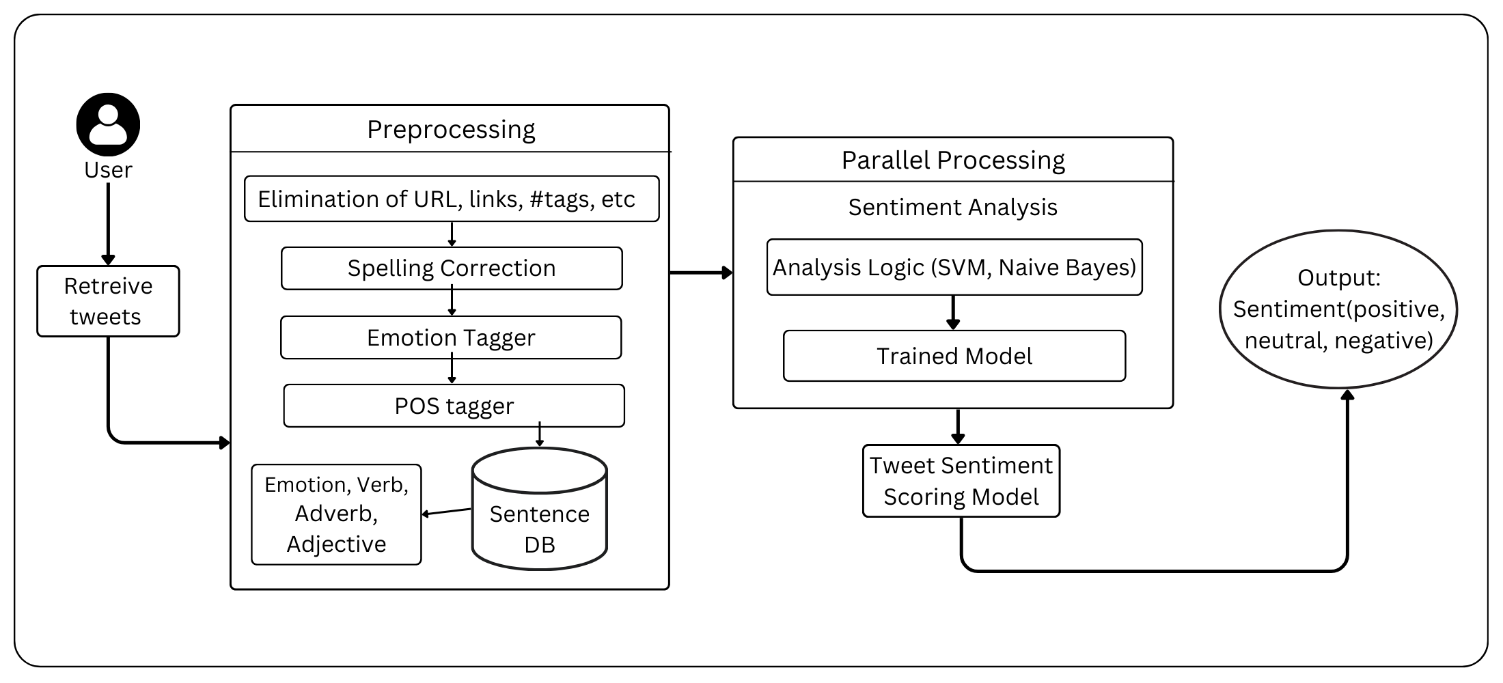 User
Retreive
tweets
Preprocessing
Elimination of URL, links, #tags, etc
Spelling Correction
Emotion Tagger
POS tagger
Sentence
DB
Emotion, Verb,
Adverb,
Adjective
Parallel Processing
Sentiment Analysis
Analysis Logic (SVM, Naive Bayes)
Trained Model
Tweet Sentiment
Scoring Model
Output:
Sentiment(positive,
neutral, negative)